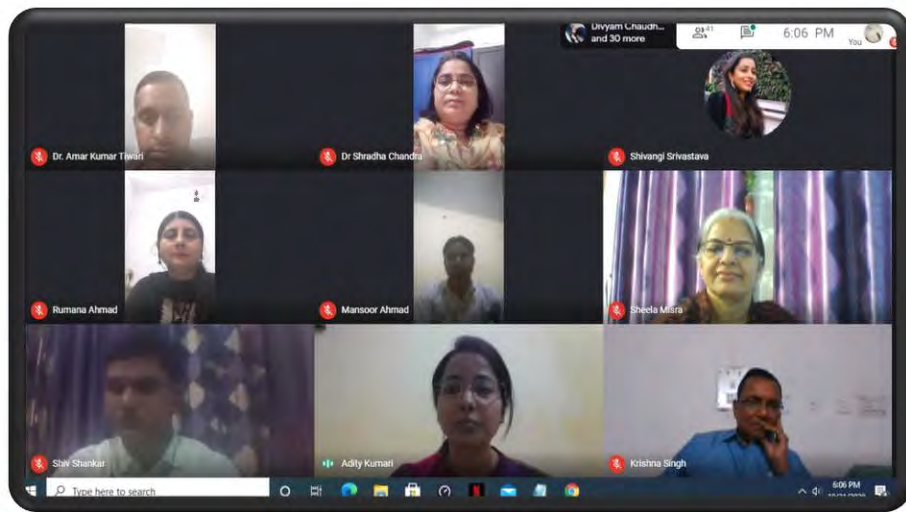 Divyam Chaudh...
and 30 more
41
6:06 PM
You
Dr. Amar Kumar Tiwari
Dr Shradha Chandra
Shivangi Srivastava
Rumana Ahmad
Mansoor Ahmad
Sheela Misra
Shiv Shankar
Adity Kumari
Krishna Singh
Type here to search
6:06 PM